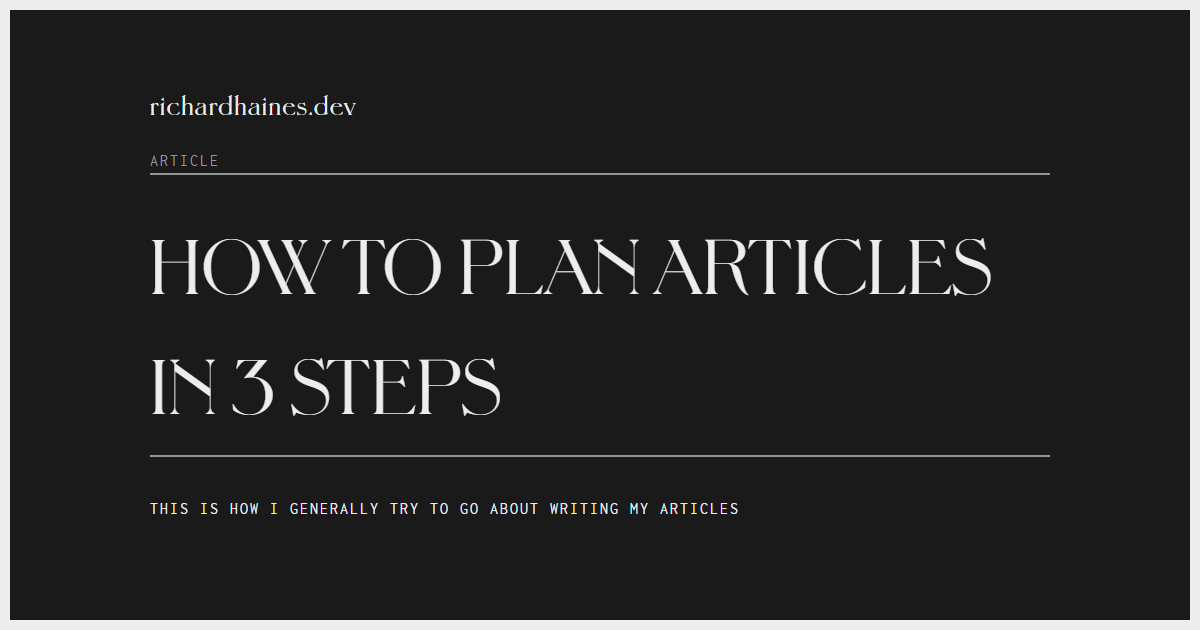 richardhaines.dev
ARTICLE
HOW TO PLAN ARTICLES
IN 3 STEPS
THIS IS HOW I GENERALLY TRY TO GO ABOUT WRITING MY ARTICLES